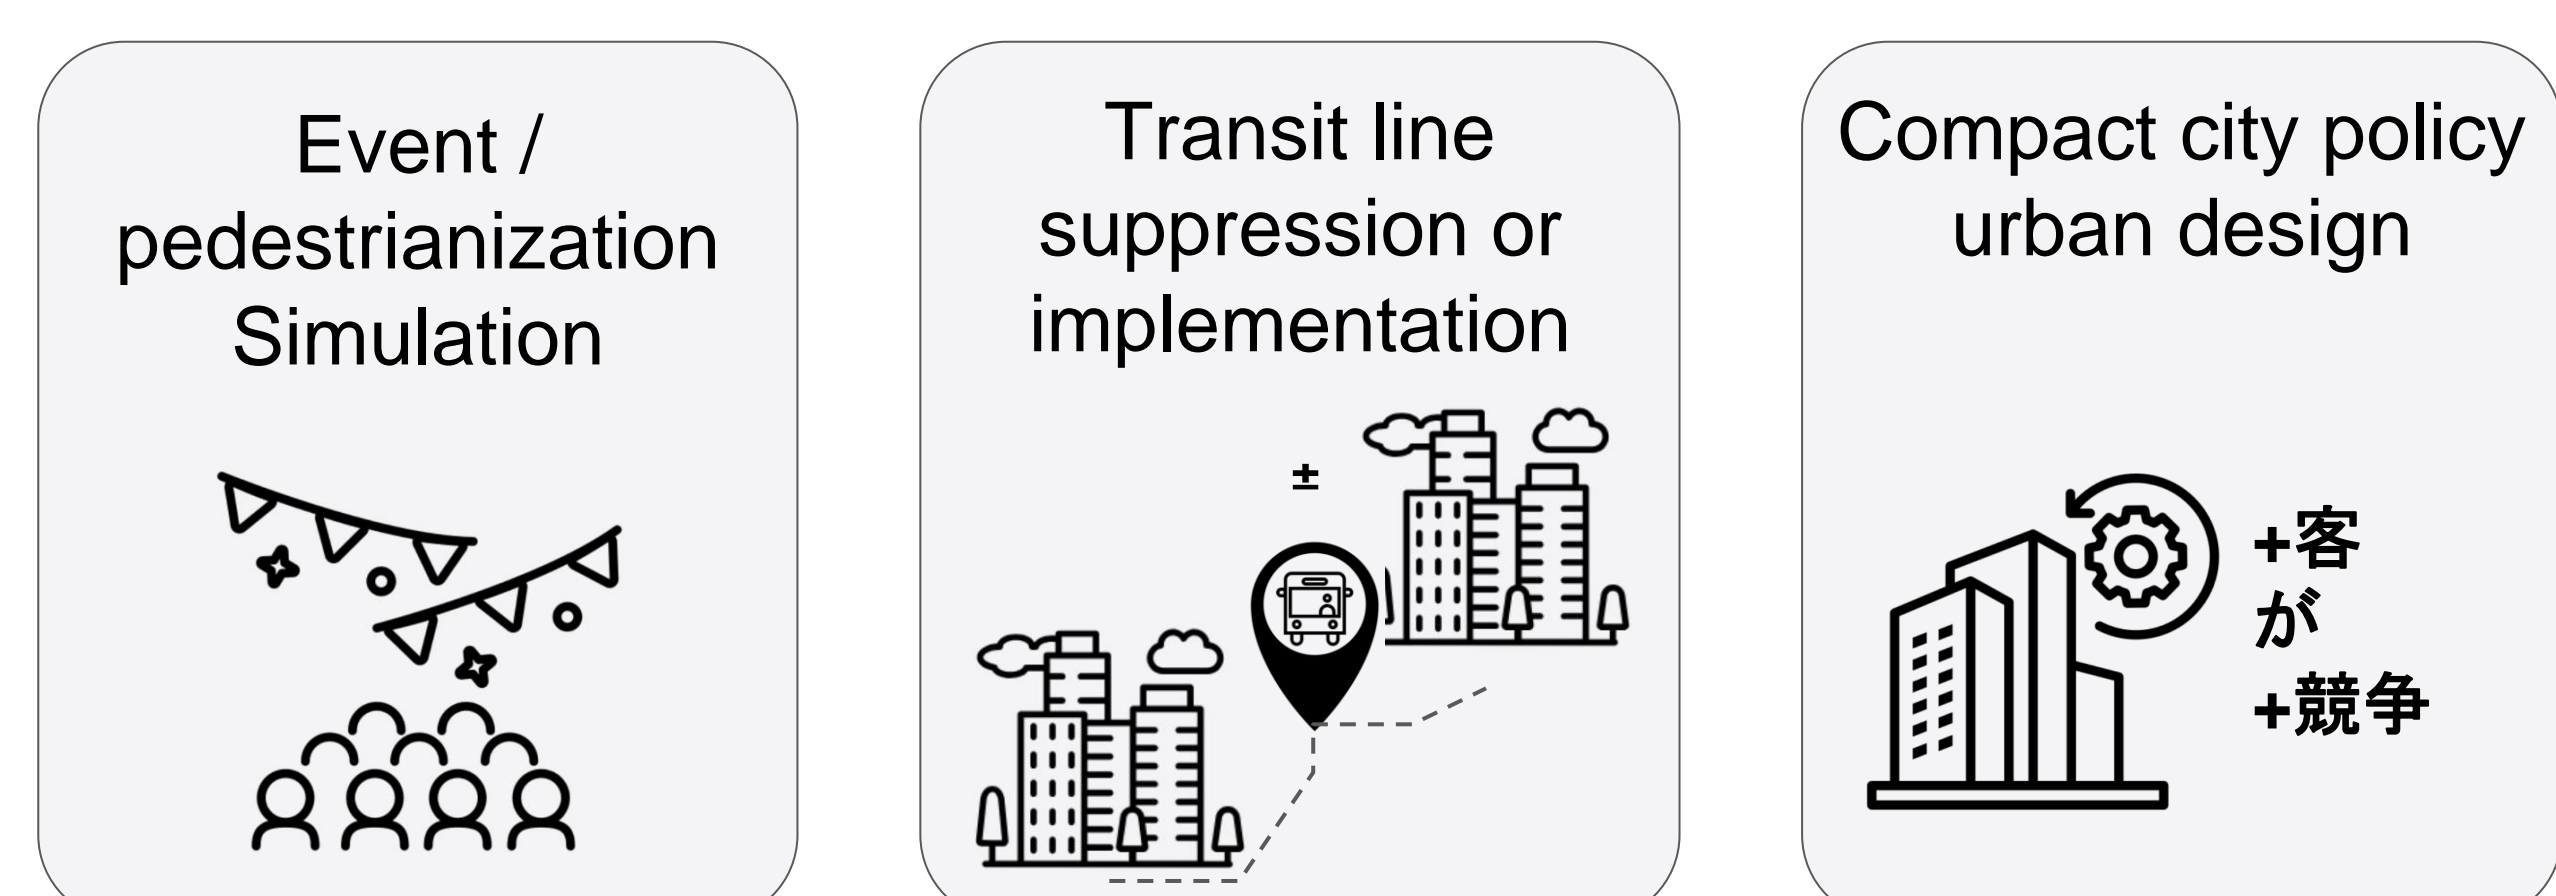 Event /
pedestrianization
Simulation
Transit line
suppression or
implementation
±
Compact city policy
urban design
+客
が
+競争